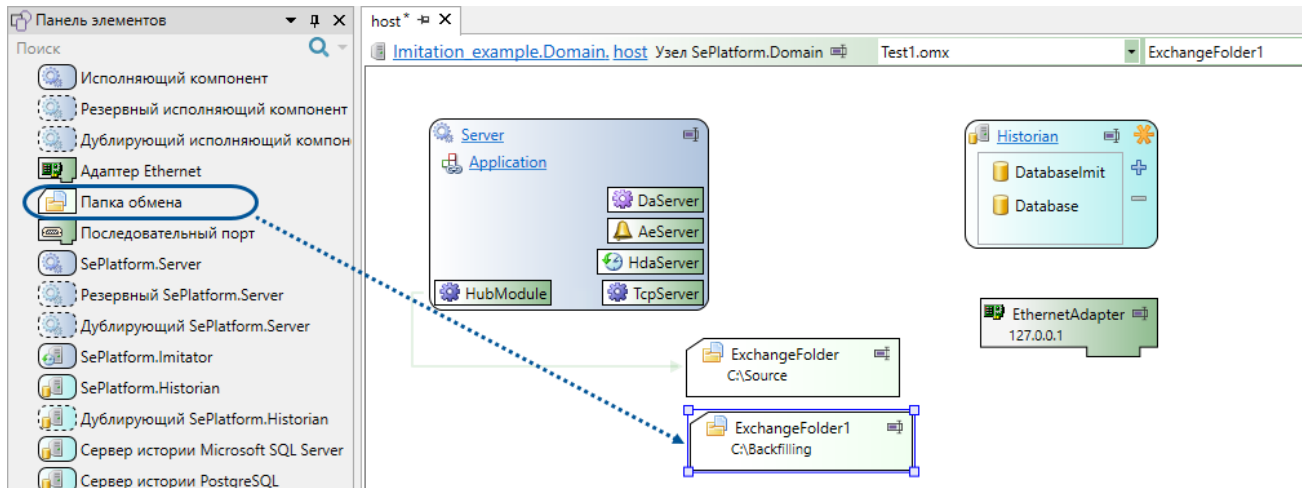 Панель элементов
Поиск
Исполняющий компонент
Резервный исполняющий компонент
Дублирующий исполняющий компон
Адаптер Ethernet
Папка обмена
Последовательный порт
SePlatform.Server
Резервный SePlatform.Server
Дублирующий SePlatform.Server
SePlatform.Imitator
SePlatform.Historian
Дублирующий SePlatform.Historian
Сервер истории Microsoft SQL Server
Сервер истории PostgreSQL
host*
Imitation_example.Domain. host Узел SePlatform.Domain Test1.omx ExchangeFolder1
Server
Application
DaServer
AeServer
HdaServer
HubModule TcpServer
Historian
DatabaseImit
Database
EthernetAdapter
127.0.0.1
ExchangeFolder
C:\Source
ExchangeFolder1
C:\Backfilling